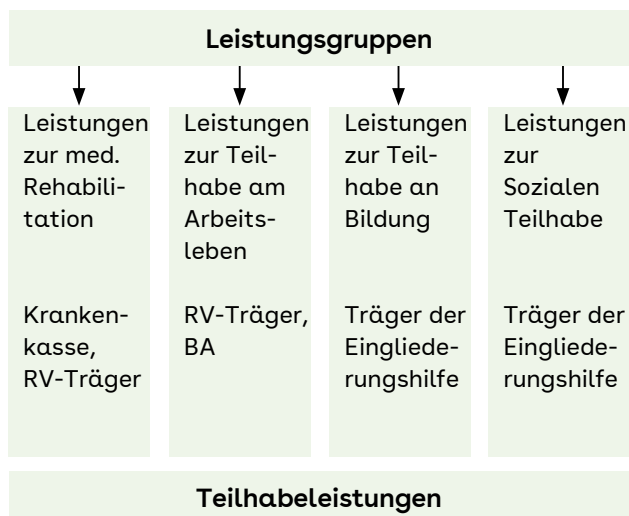 Leistungsgruppen
Leistungen
zur med.
Rehabili-
tation
Kranken-
kasse,
RV-Träger
Leistungen
zur Teil-
habe am
Arbeits-
leben
RV-Träger,
BA
Leistungen
zur Teil-
habe an
Bildung
Träger der
Eingliede-
rungshilfe
Leistungen
zur
Sozialen
Teilhabe
Träger der
Eingliede-
rungshilfe
Teilhabeleistungen